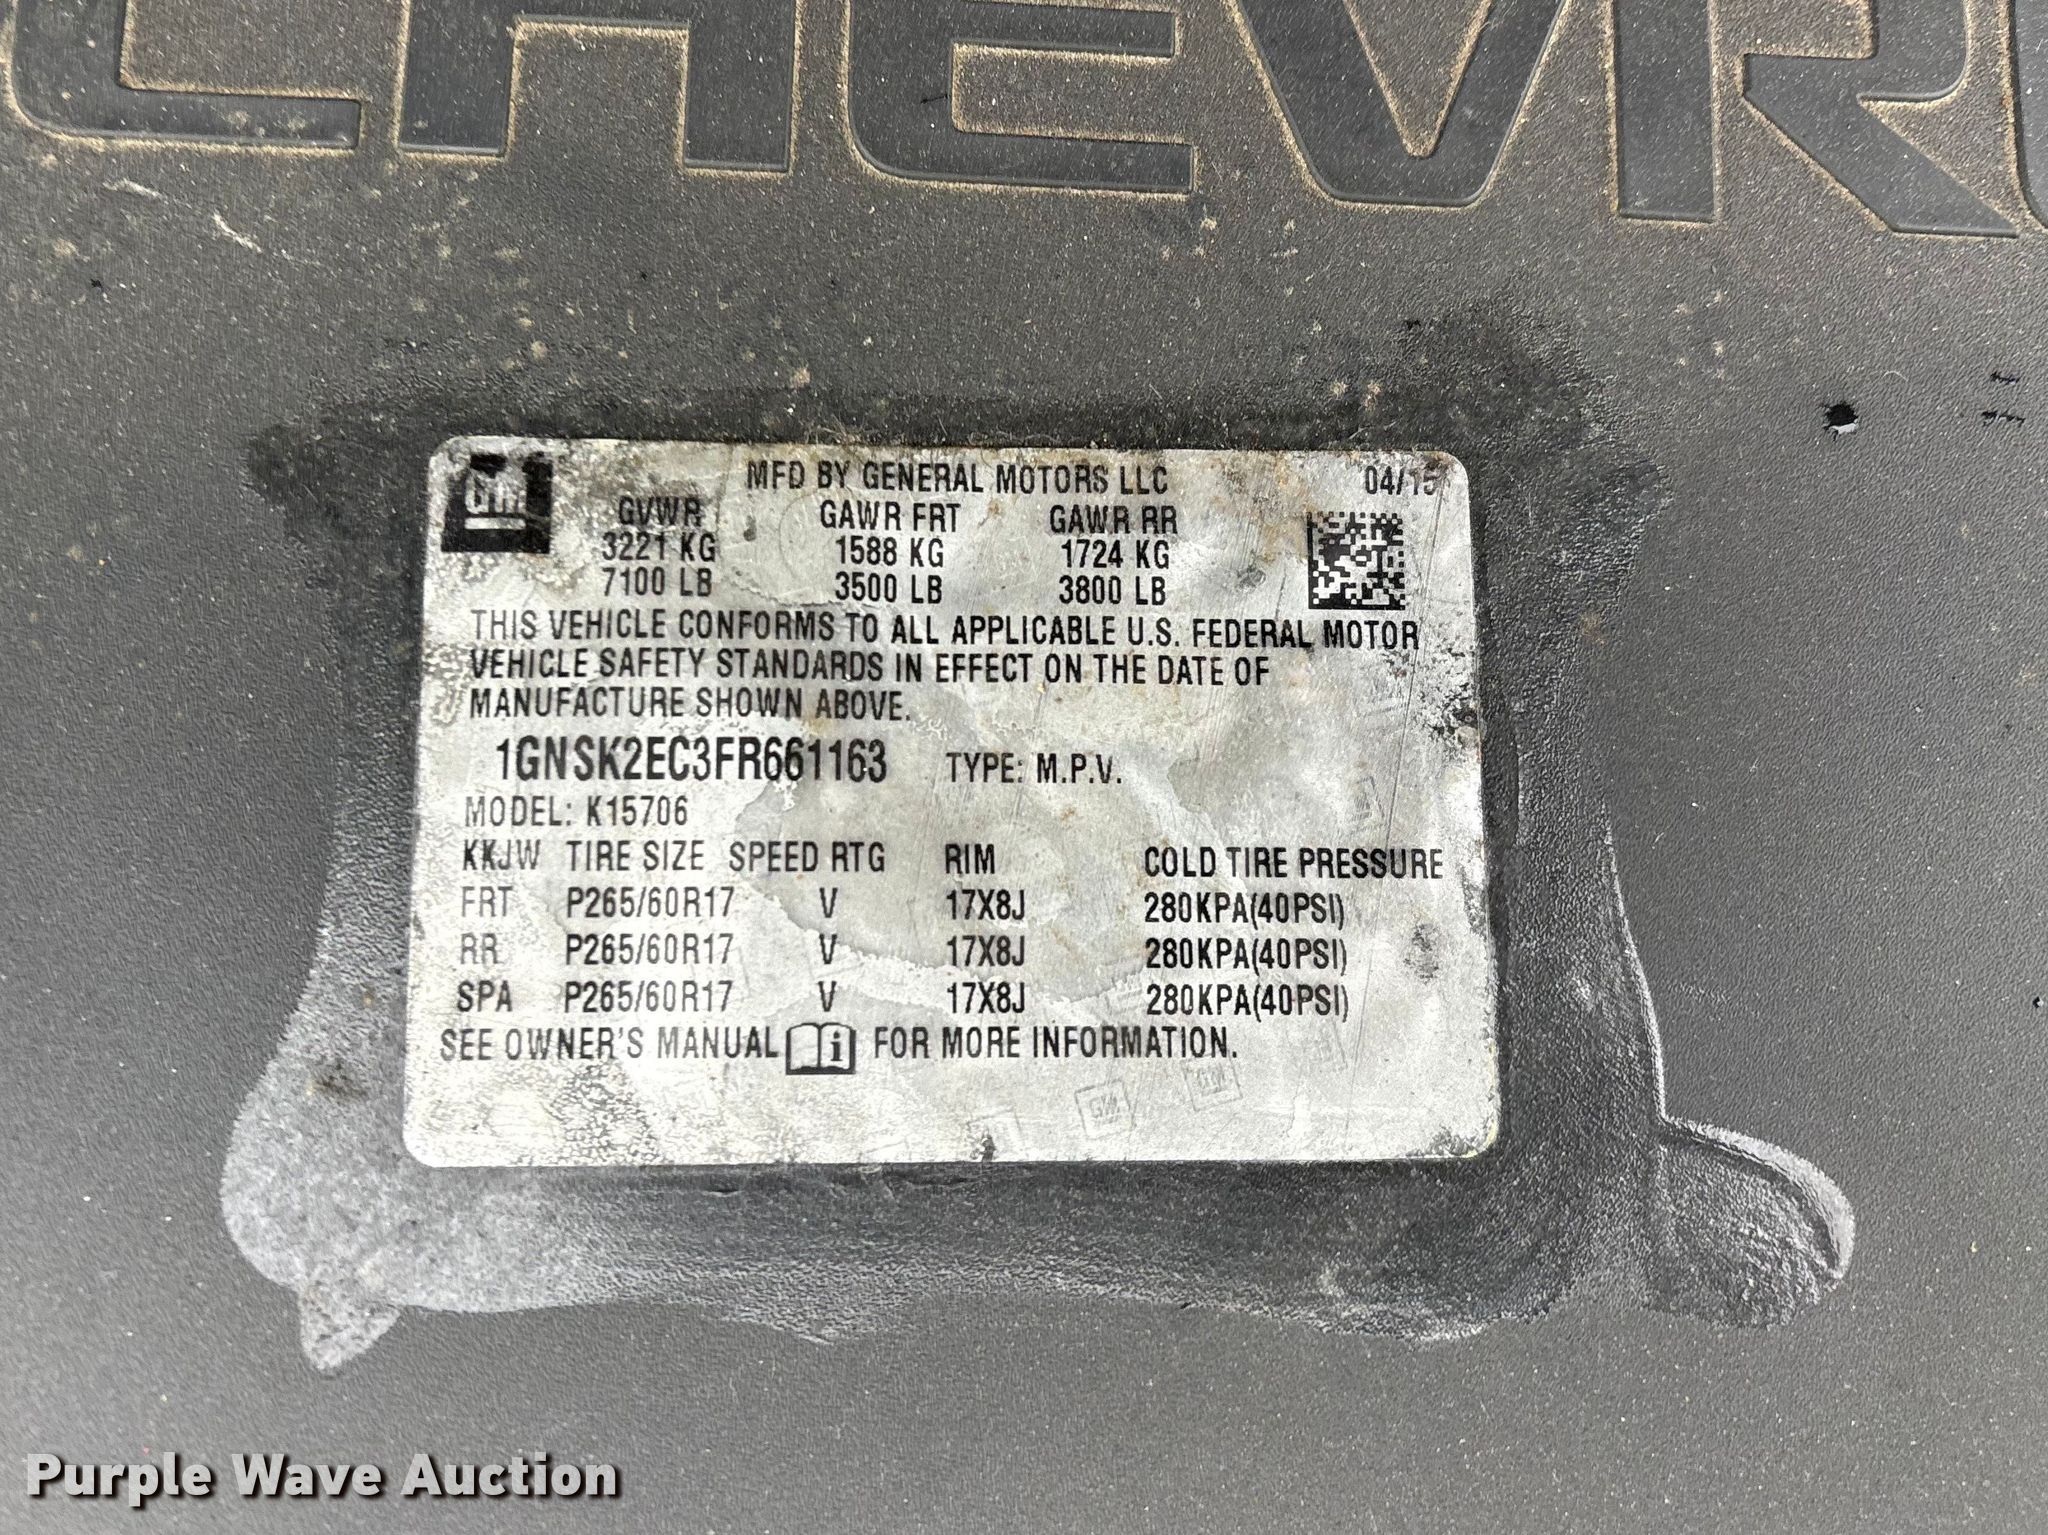 CHEVRO
GM
MFD BY GENERAL MOTORS LLC 04/15
GVWR GAWR FRT GAWR RR
3221 KG 1588 KG 1724 KG
7100 LB 3500 LB 3800 LB
THIS VEHICLE CONFORMS TO ALL APPLICABLE U.S. FEDERAL MOTOR
VEHICLE SAFETY STANDARDS IN EFFECT ON THE DATE OF
MANUFACTURE SHOWN ABOVE.
1GNSK2EC3FR661163 TYPE: M.P.V.
MODEL: K15706
KKJW TIRE SIZE SPEED RTG RIM COLD TIRE PRESSURE
FRT P265/60R17 V 17X8J 280KPA(40PSI)
RR P265/60R17 V 17X8J 280KPA(40PSI)
SPA P265/60R17 V 17X8J 280KPA(40PSI)
SEE OWNER'S MANUAL i FOR MORE INFORMATION.
GM GM
Purple Wave Auction